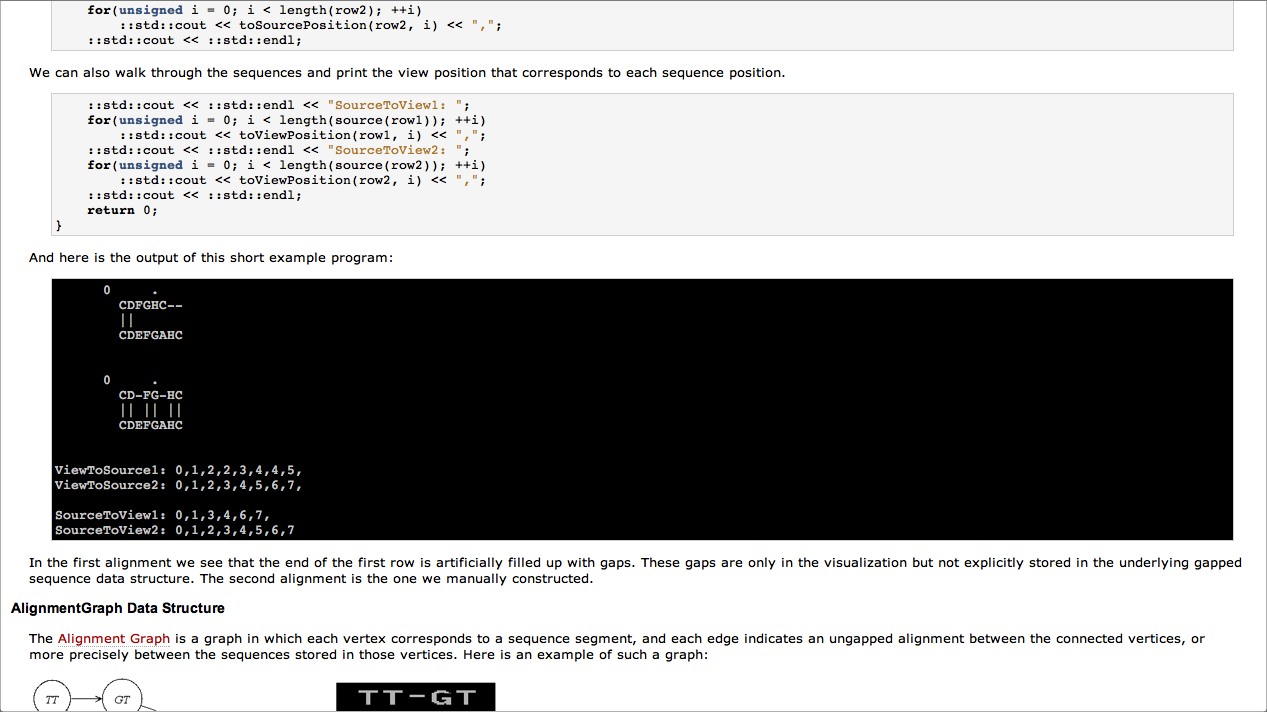 for(unsigned i = 0; i < length(row2); ++i)
::std::cout << toSourcePosition(row2, i) << ",";
::std::cout << ::std::endl;
We can also walk through the sequences and print the view position that corresponds to each sequence position.
::std::cout << ::std::endl << "SourceToView1: ";
for(unsigned i = 0; i < length(source(row1)); ++i)
::std::cout << toViewPosition(row1, i) << ",";
::std::cout << ::std::endl << "SourceToView2: ";
for(unsigned i = 0; i < length(source(row2)); ++i)
::std::cout << toViewPosition(row2, i) << ",";
::std::cout << ::std::endl;
return 0;
}
And here is the output of this short example program:
0 .
CDFGHC--
||
CDEFGAHC
0 .
CD-FG-HC
|| || ||
CDEFGAHC
ViewToSource1: 0,1,2,2,3,4,4,5,
ViewToSource2: 0,1,2,3,4,5,6,7,
SourceToView1: 0,1,3,4,6,7,
SourceToView2: 0,1,2,3,4,5,6,7
In the first alignment we see that the end of the first row is artificially filled up with gaps. These gaps are only in the visualization but not explicitly stored in the underlying gapped
sequence data structure. The second alignment is the one we manually constructed.
AlignmentGraph Data Structure
The Alignment Graph is a graph in which each vertex corresponds to a sequence segment, and each edge indicates an ungapped alignment between the connected vertices, or
more precisely between the sequences stored in those vertices. Here is an example of such a graph:
TT GT TT-GT